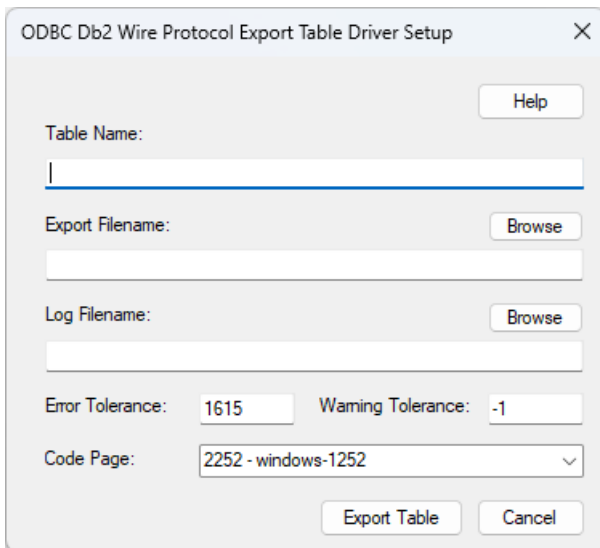 ODBC Db2 Wire Protocol Export Table Driver Setup
Help
Table Name:
Export Filename:
Browse
Log Filename:
Browse
Error Tolerance: 1615 Warning Tolerance: -1
Code Page: 2252 - windows-1252
Export Table Cancel